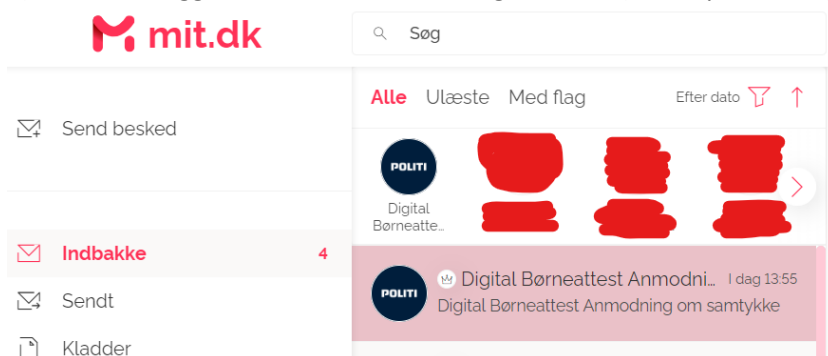 mit.dk
Søg
Send besked
Indbakke 4
Sendt
Kladder
Alle Ulæste Med flag Efter dato
POLITI
Digital
Børneatte...
POLITI
Digital Børneattest Anmodni... I dag 13:55
Digital Børneattest Anmodning om samtykke